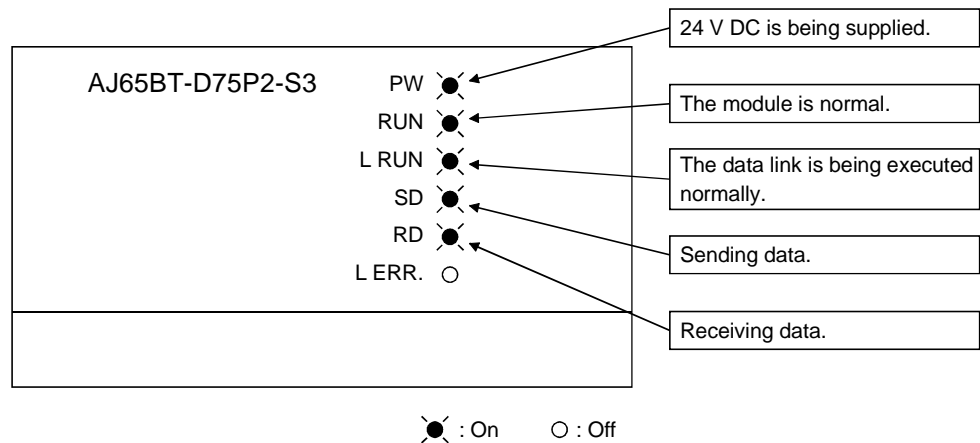 24 V DC is being supplied.
AJ65BT-D75P2-S3
PW
The module is normal.
RUN
L RUN
The data link is being executed
normally.
SD
RD
Sending data.
L ERR.
Receiving data.
: On
: Off